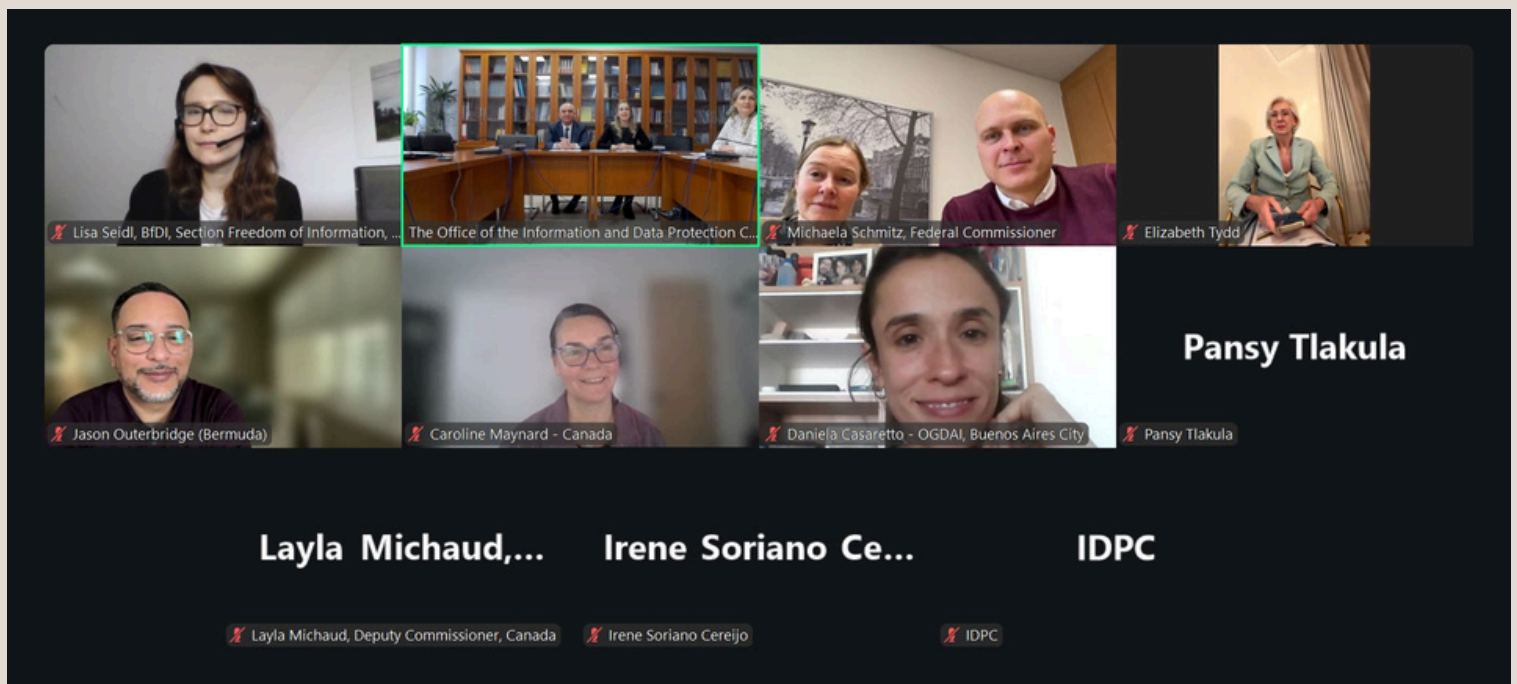 Lisa Seidl, BfDI, Section Freedom of Information, ...
The Office of the Information and Data Protection C...
Michaela Schmitz, Federal Commissioner
Elizabeth Tydd
Jason Outerbridge (Bermuda)
Caroline Maynard - Canada
Daniela Casaretto - OGDAI, Buenos Aires City
Pansy Tlakula
Pansy Tlakula
Layla Michaud,...
Irene Soriano Ce...
IDPC
Layla Michaud, Deputy Commissioner, Canada
Irene Soriano Cereijo
IDPC